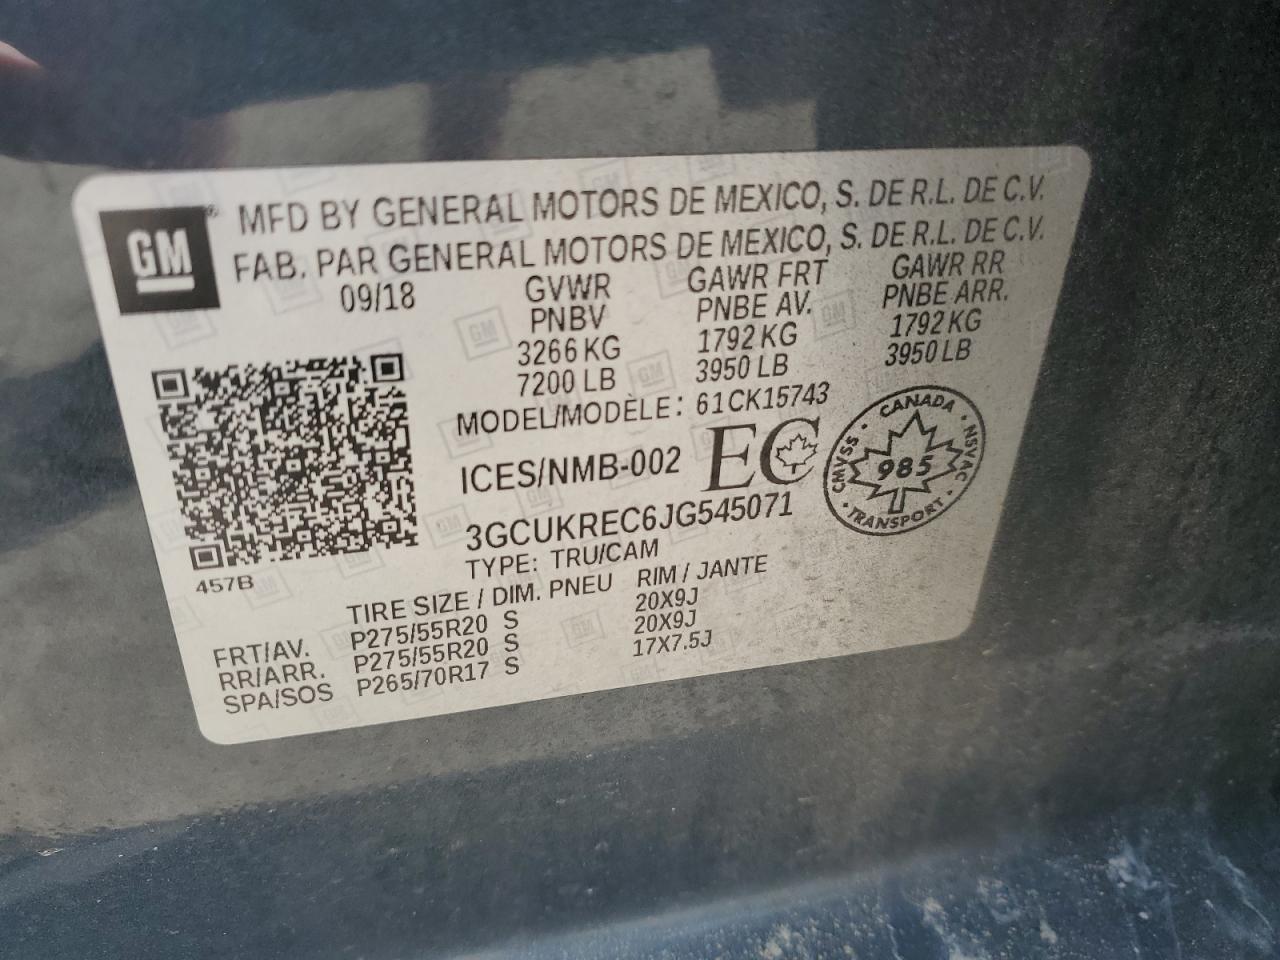 GM®
MFD BY GENERAL MOTORS DE MEXICO, S. DE R.L. DE C.V.
FAB. PAR GENERAL MOTORS DE MEXICO, S. DE R.L. DE C.V.
09/18
GVWR GAWR FRT GAWR RR
PNBV PNBE AV. PNBE ARR.
3266 KG 1792 KG 1792 KG
7200 LB 3950 LB 3950 LB
MODEL/MODÈLE: 61CK15743
ICES/NMB-002 EC
CANADA · NSVAC · TRANSPORT · CMVSS ·
985
3GCUKREC6JG545071
TYPE: TRU/CAM
457B
TIRE SIZE / DIM. PNEU RIM / JANTE
FRT/AV. P275/55R20 S 20X9J
RR/ARR. P275/55R20 S 20X9J
SPA/SOS P265/70R17 S 17X7.5J